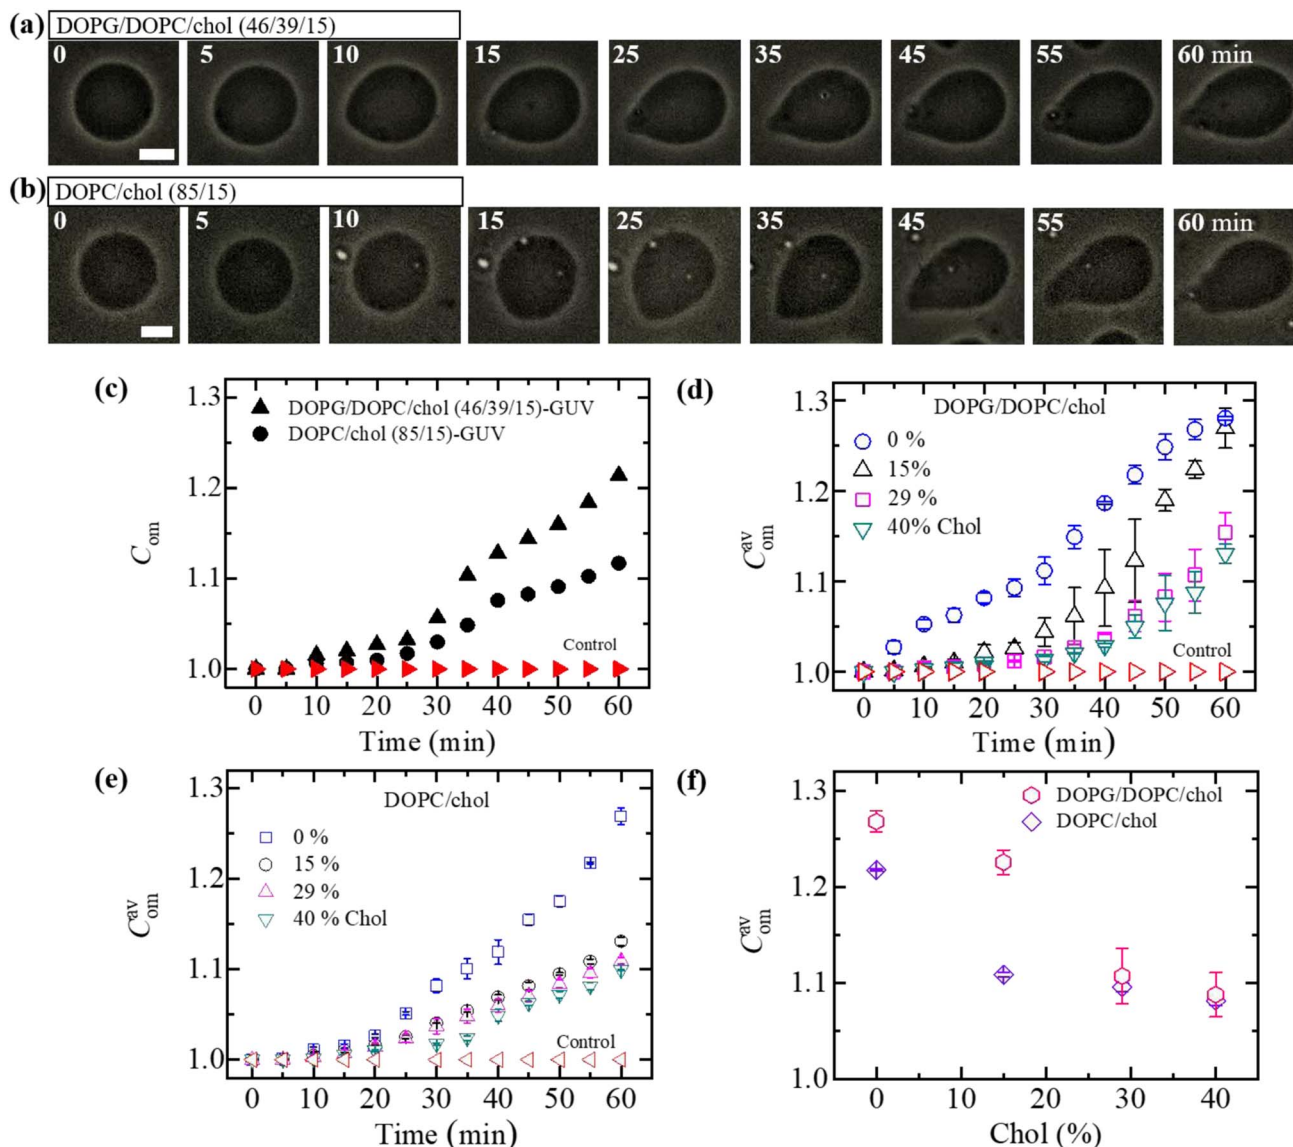 (a)
DOPG/DOPC/chol (46/39/15)
0 5 10 15 25 35 45 55 60 min
(b)
DOPC/chol (85/15)
0 5 10 15 25 35 45 55 60 min
(c)
1.3
1.2
1.1
1.0
C_om
DOPG/DOPC/chol (46/39/15)-GUV
DOPC/chol (85/15)-GUV
Control
0 10 20 30 40 50 60
Time (min)
(d)
1.3
1.2
1.1
1.0
C_om^av
DOPG/DOPC/chol
0 %
15%
29 %
40% Chol
Control
0 10 20 30 40 50 60
Time (min)
(e)
1.3
1.2
1.1
1.0
C_om^av
DOPC/chol
0 %
15 %
29 %
40 % Chol
Control
0 10 20 30 40 50 60
Time (min)
(f)
1.3
1.2
1.1
1.0
C_om^av
DOPG/DOPC/chol
DOPC/chol
0 10 20 30 40
Chol (%)